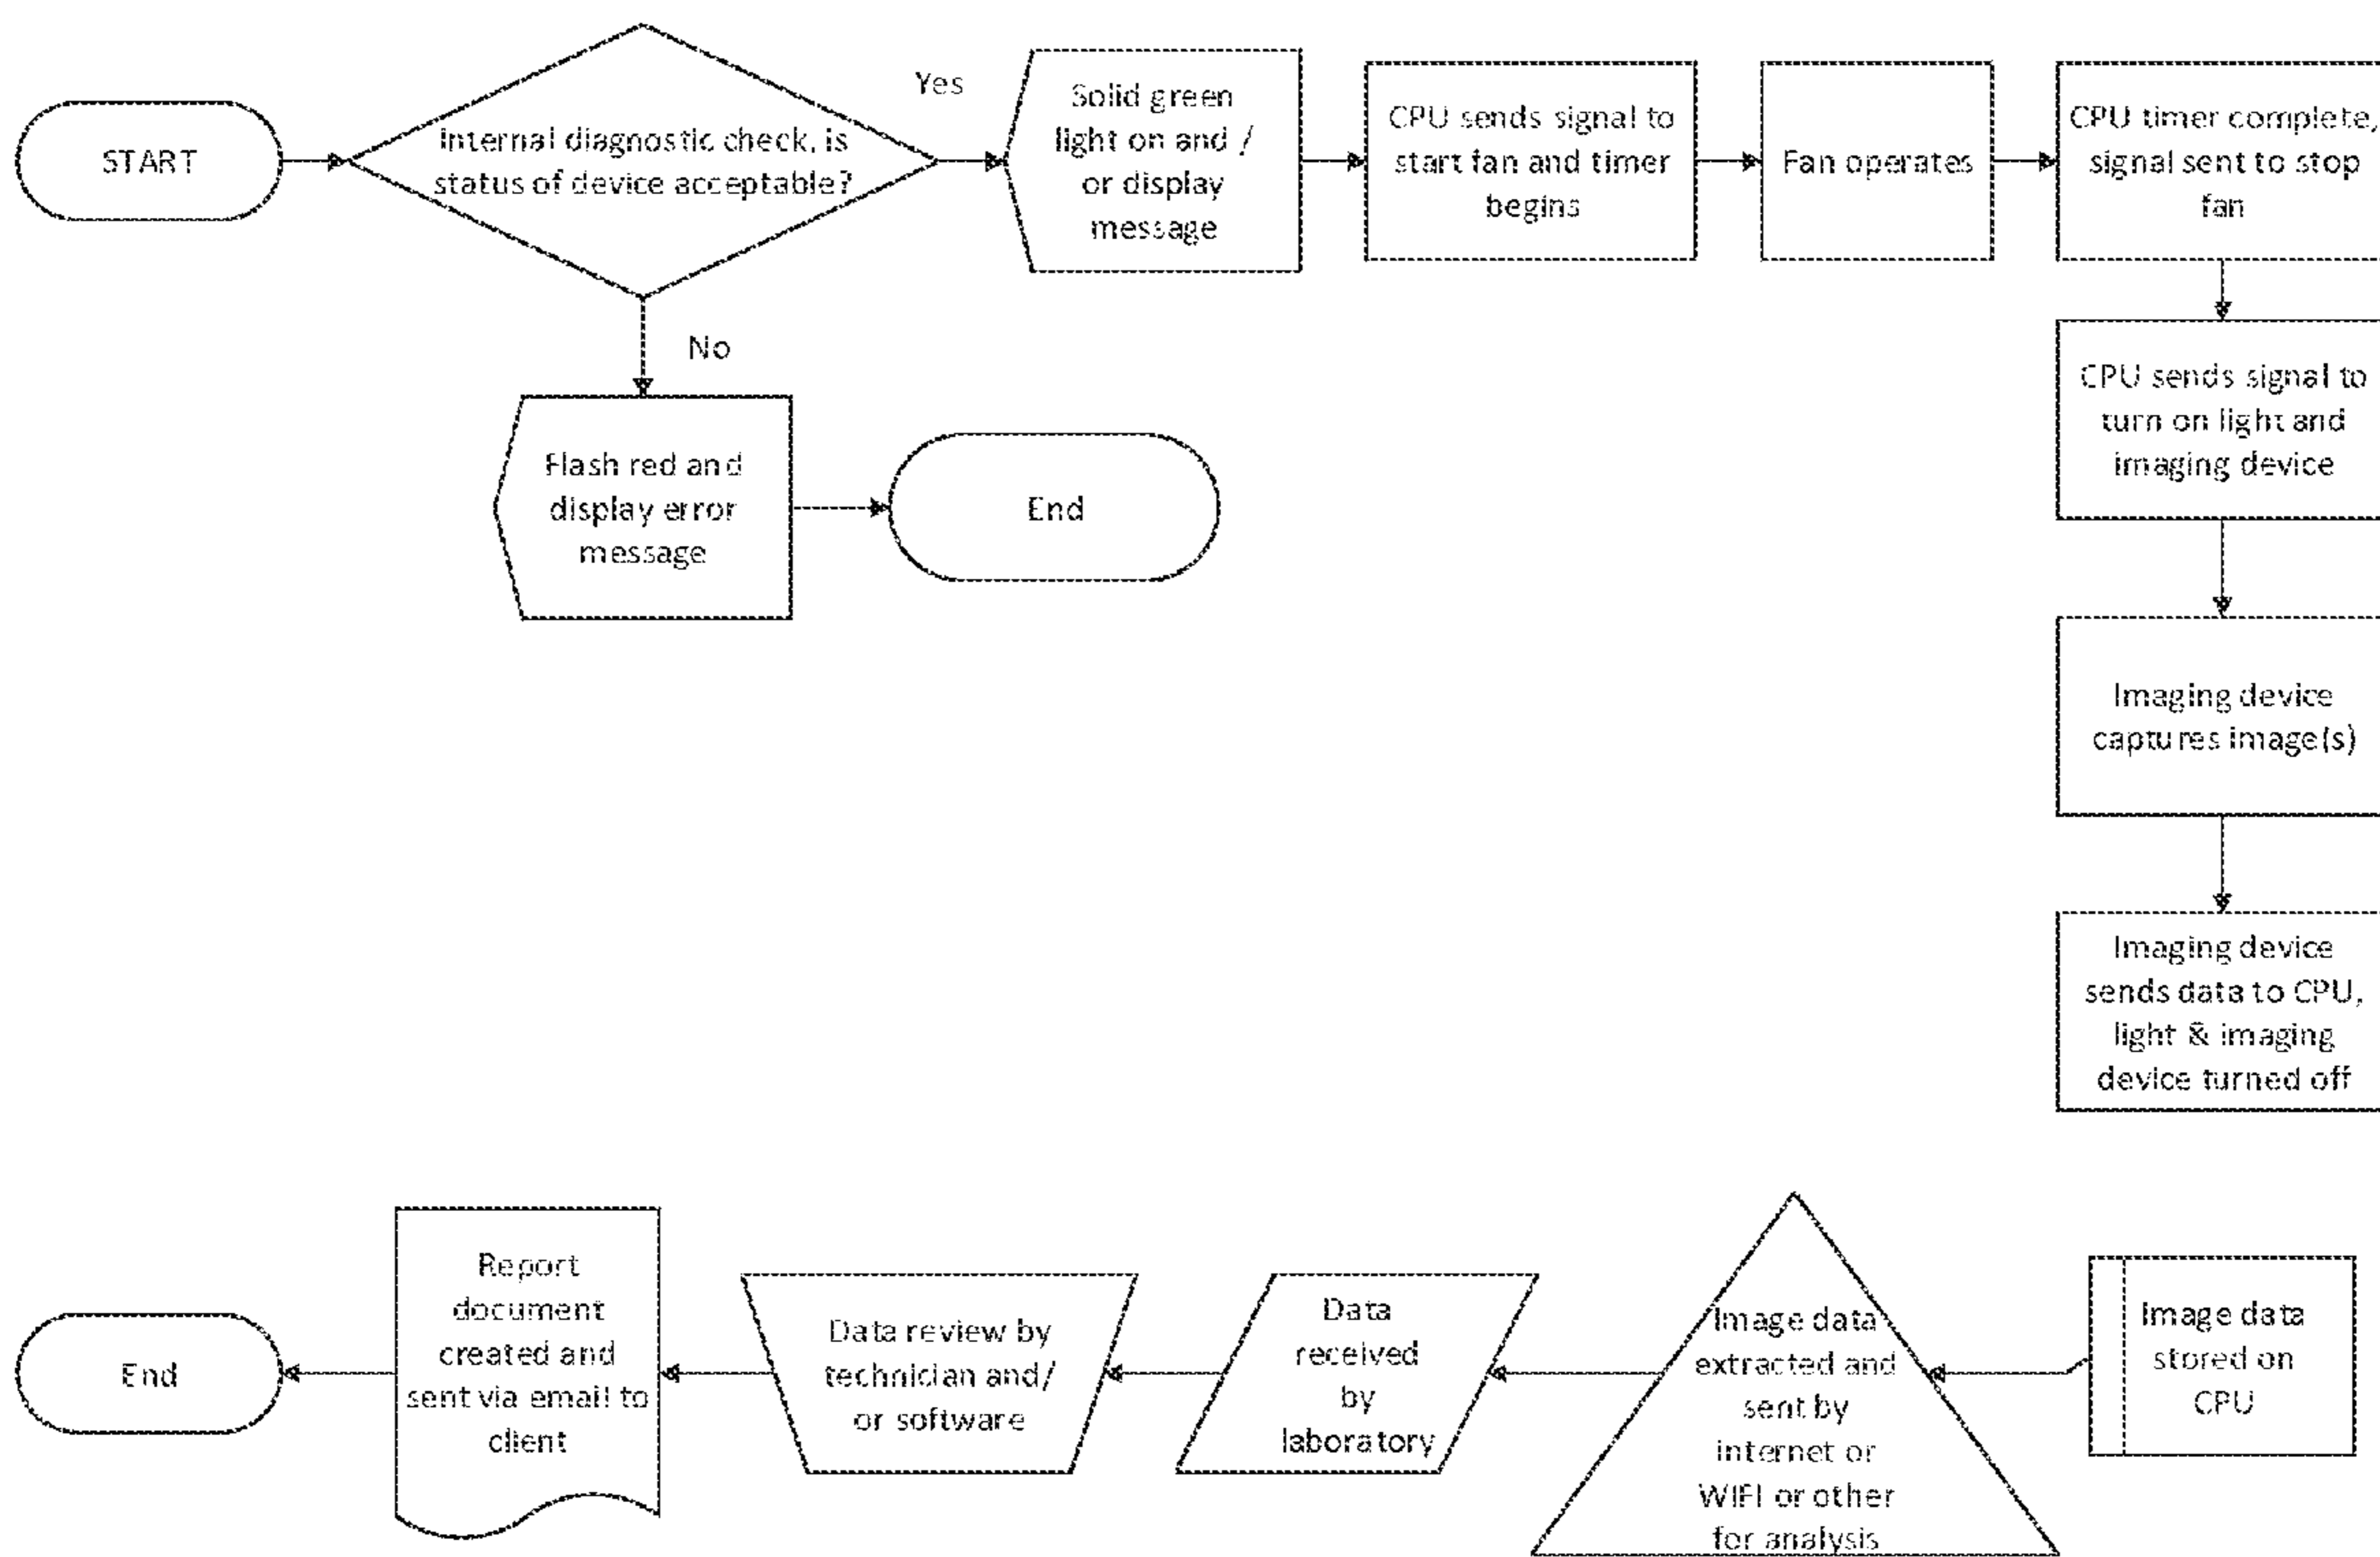 START
Internal diagnostic check, is
status of device acceptable?
Yes
Solid green
light on and /
or display
message
CPU sends signal to
start fan and timer
begins
Fan operates
CPU timer complete,
signal sent to stop
fan
No
Flash red and
display error
message
End
CPU sends signal to
turn on light and
imaging device
Imaging device
captures image(s)
Imaging device
sends data to CPU,
light & imaging
device turned off
Image data
stored on
CPU
Image data
extracted and
sent by
internet or
WIFI or other
for analysis
Data
received
by
laboratory
Data review by
technician and/
or software
Report
document
created and
sent via email to
client
End